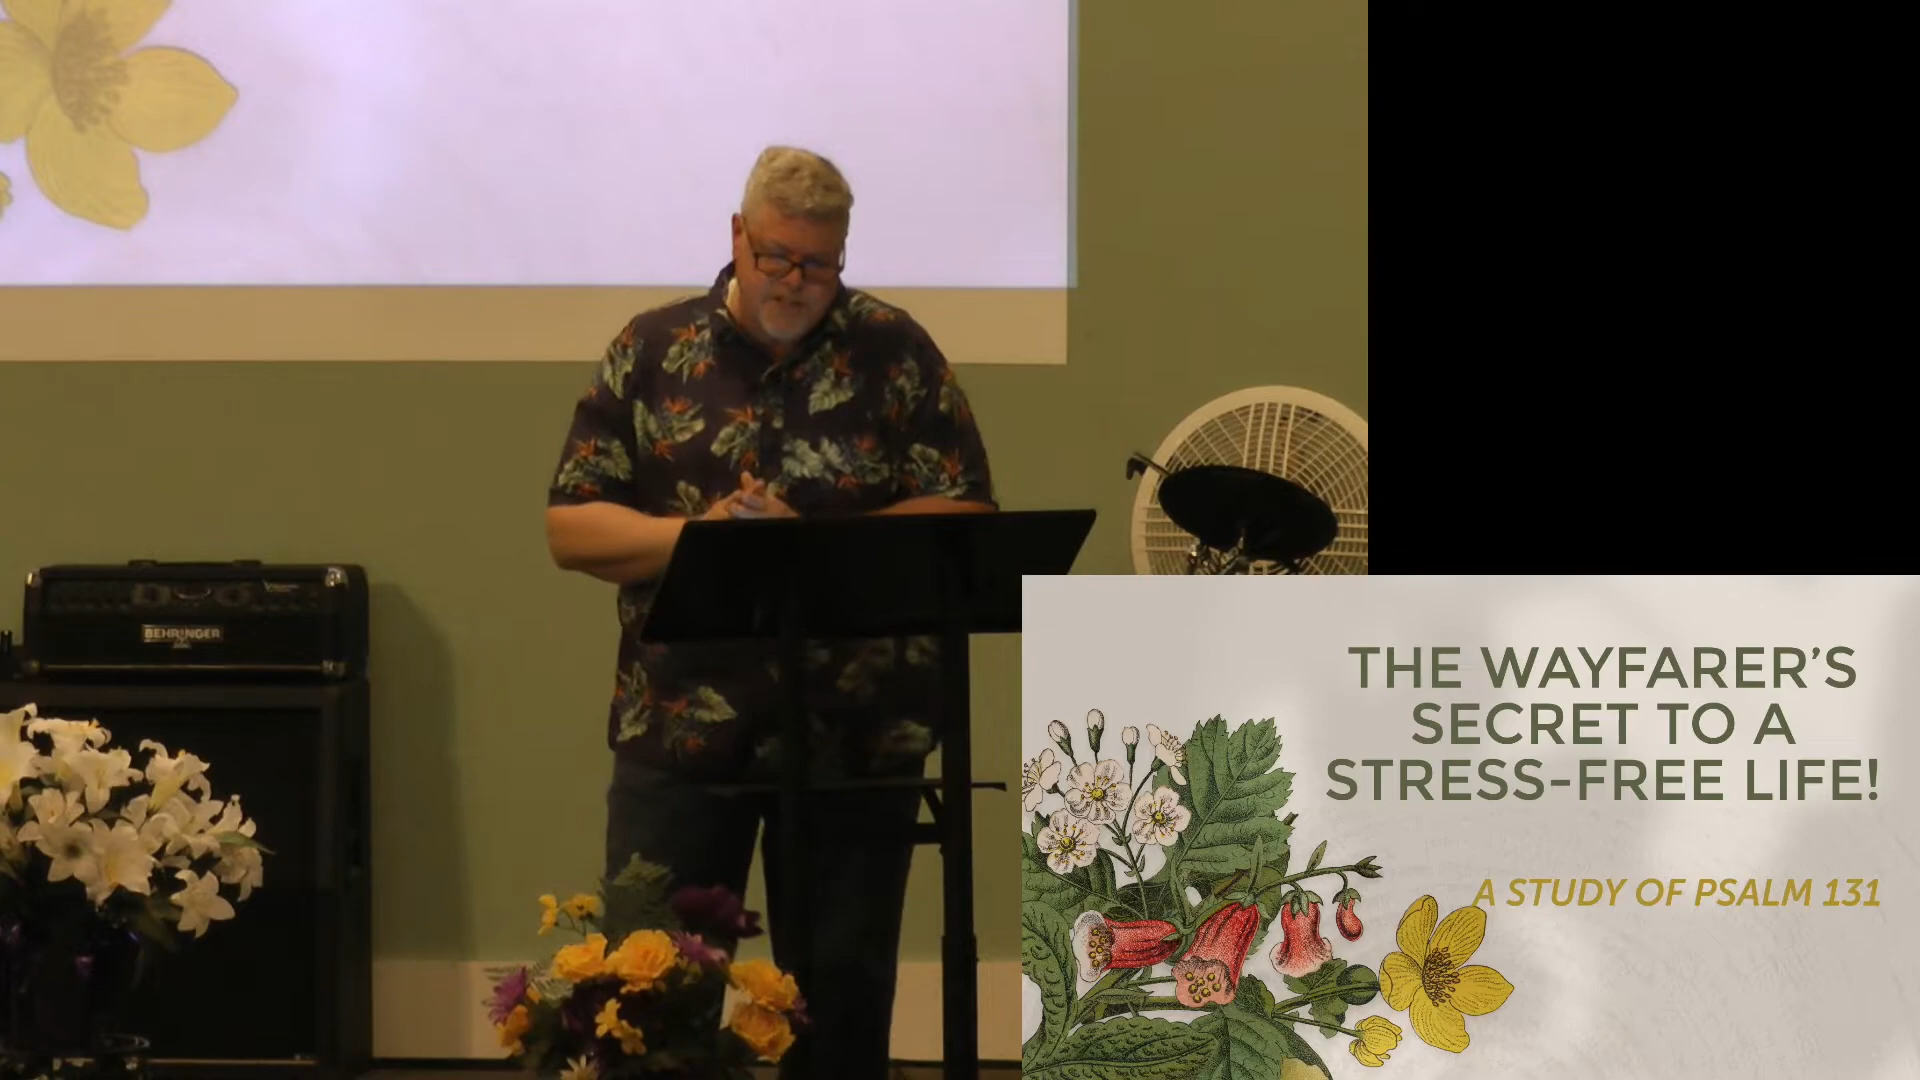 BEHRINGER
THE WAYFARER'S
SECRET TO A
STRESS-FREE LIFE!
A STUDY OF PSALM 131